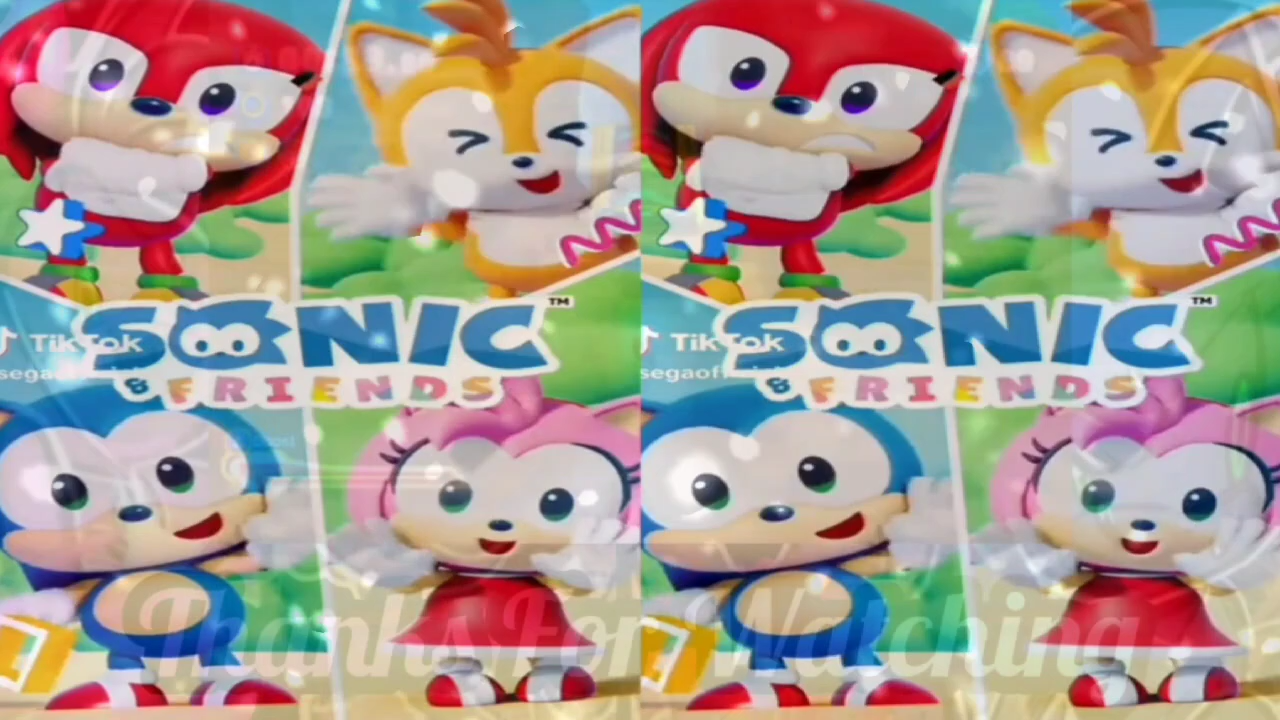 SONIC™ SONIC™
TikTok TikTok
& FRIENDS & FRIENDS
Thanks For Watching